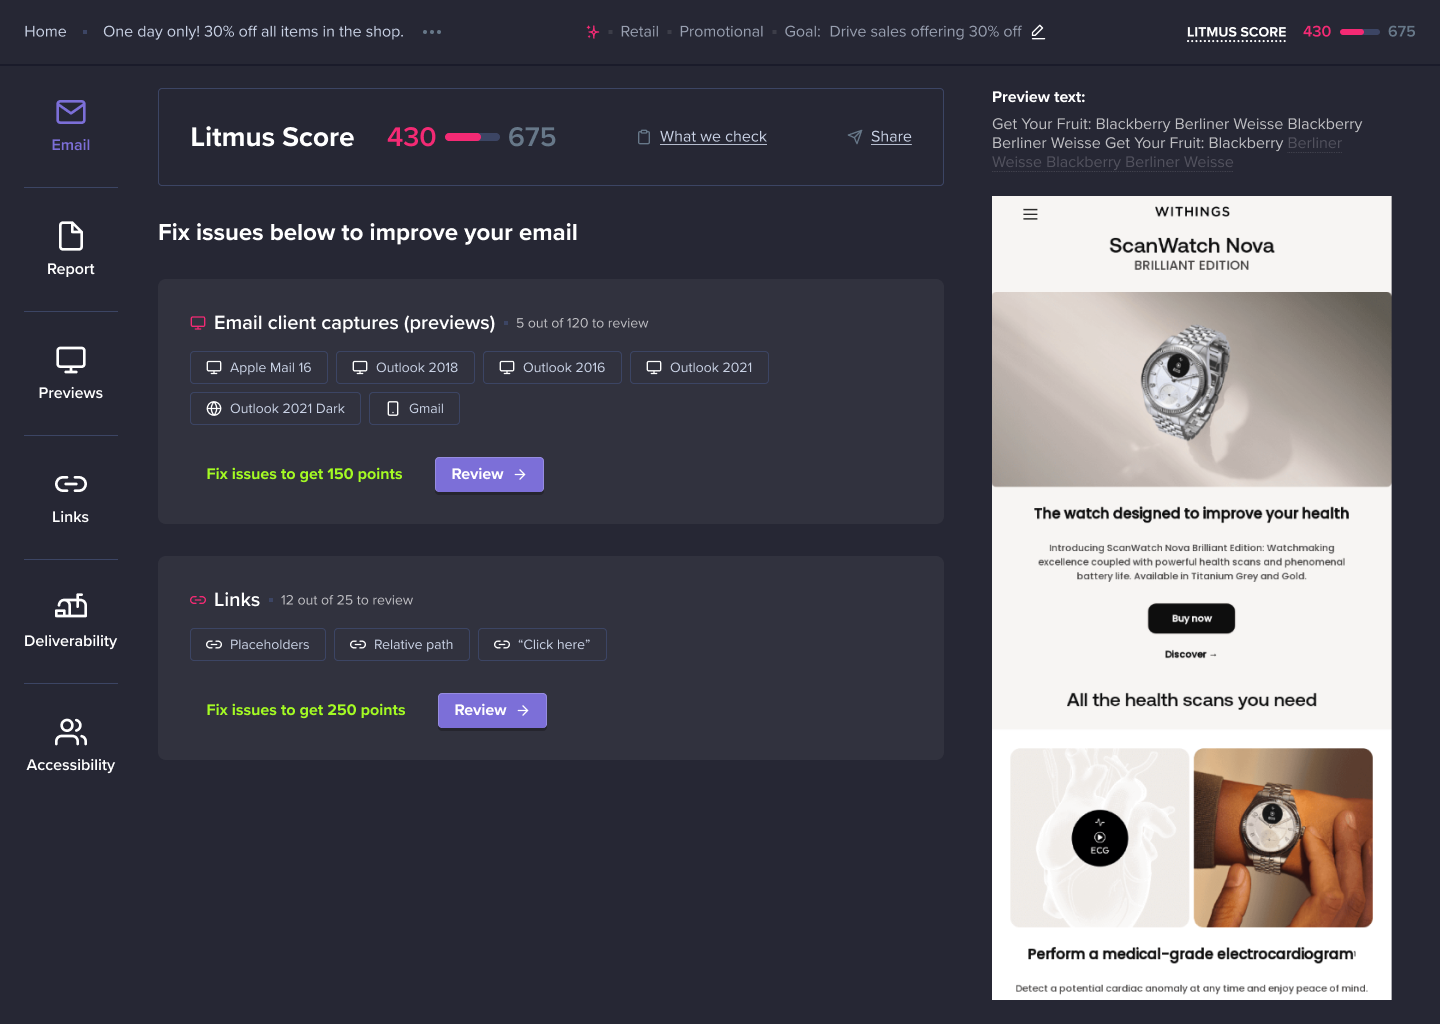 Home • One day only! 30% off all items in the shop. •••
Retail • Promotional • Goal: Drive sales offering 30% off
LITMUS SCORE 430 675
Email
Report
Previews
Links
Deliverability
Accessibility
Litmus Score 430 675 What we check Share
Fix issues below to improve your email
Email client captures (previews) • 5 out of 120 to review
Apple Mail 16 Outlook 2018 Outlook 2016 Outlook 2021
Outlook 2021 Dark Gmail
Fix issues to get 150 points Review →
Links • 12 out of 25 to review
Placeholders Relative path “Click here”
Fix issues to get 250 points Review →
Preview text:
Get Your Fruit: Blackberry Berliner Weisse Blackberry
Berliner Weisse Get Your Fruit: Blackberry Berliner
Weisse Blackberry Berliner Weisse
WITHINGS
ScanWatch Nova
BRILLIANT EDITION
The watch designed to improve your health
Introducing ScanWatch Nova Brilliant Edition: Watchmaking
excellence coupled with powerful health scans and phenomenal
battery life. Available in Titanium Grey and Gold.
Buy now
Discover →
All the health scans you need
ECG
Perform a medical-grade electrocardiogram
Detect a potential cardiac anomaly at any time and enjoy peace of mind.